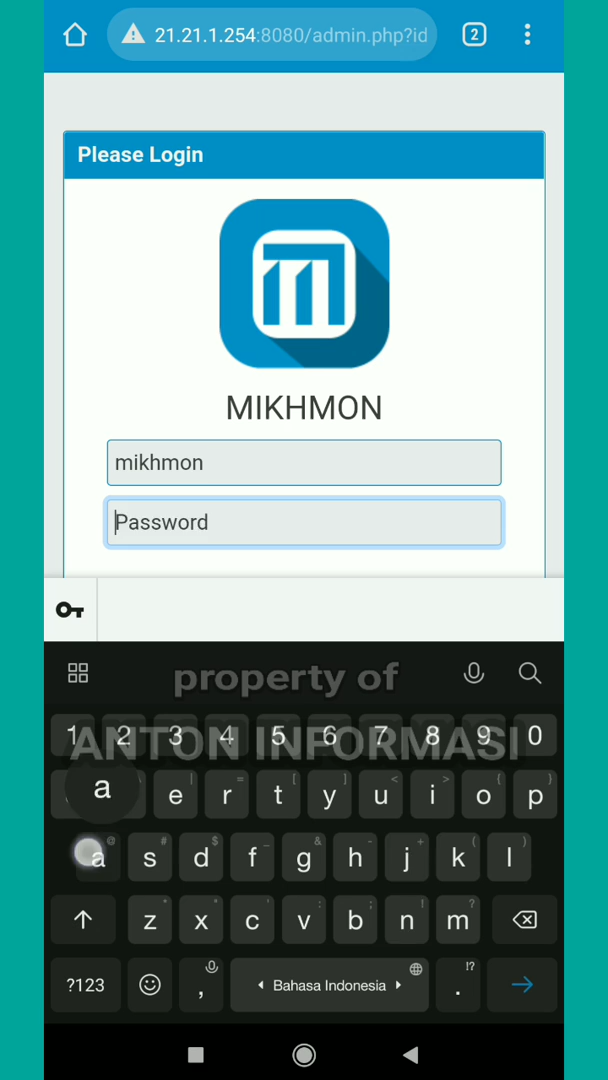 21.21.1.254:8080/admin.php?id
2
Please Login
MIKHMON
mikhmon
Password
property of
ANTON INFORMASI
1 2 3 4 5 6 7 8 9 0
a
e r t y u i o p
a s d f g h j k l
z x c v b n m
?123 , Bahasa Indonesia . !?